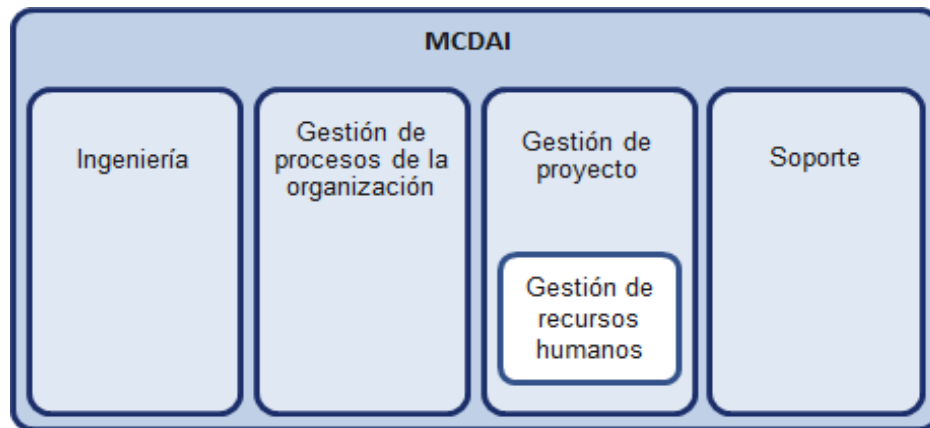 MCDAI
Ingeniería
Gestión de
procesos de la
organización
Gestión de
proyecto
Gestión de
recursos
humanos
Soporte